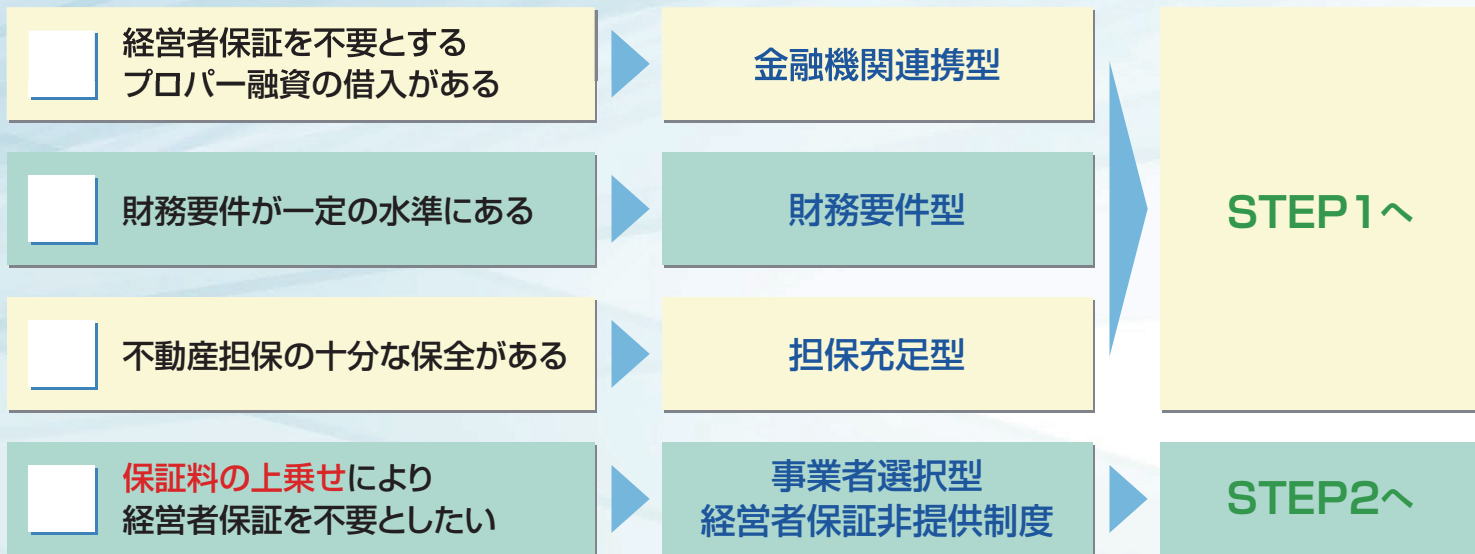 経営者保証を不要とする
プロパー融資の借入がある
金融機関連携型
財務要件が一定の水準にある
財務要件型
STEP1へ
不動産担保の十分な保全がある
担保充足型
保証料の上乗せにより
経営者保証を不要としたい
事業者選択型
経営者保証非提供制度
STEP2へ